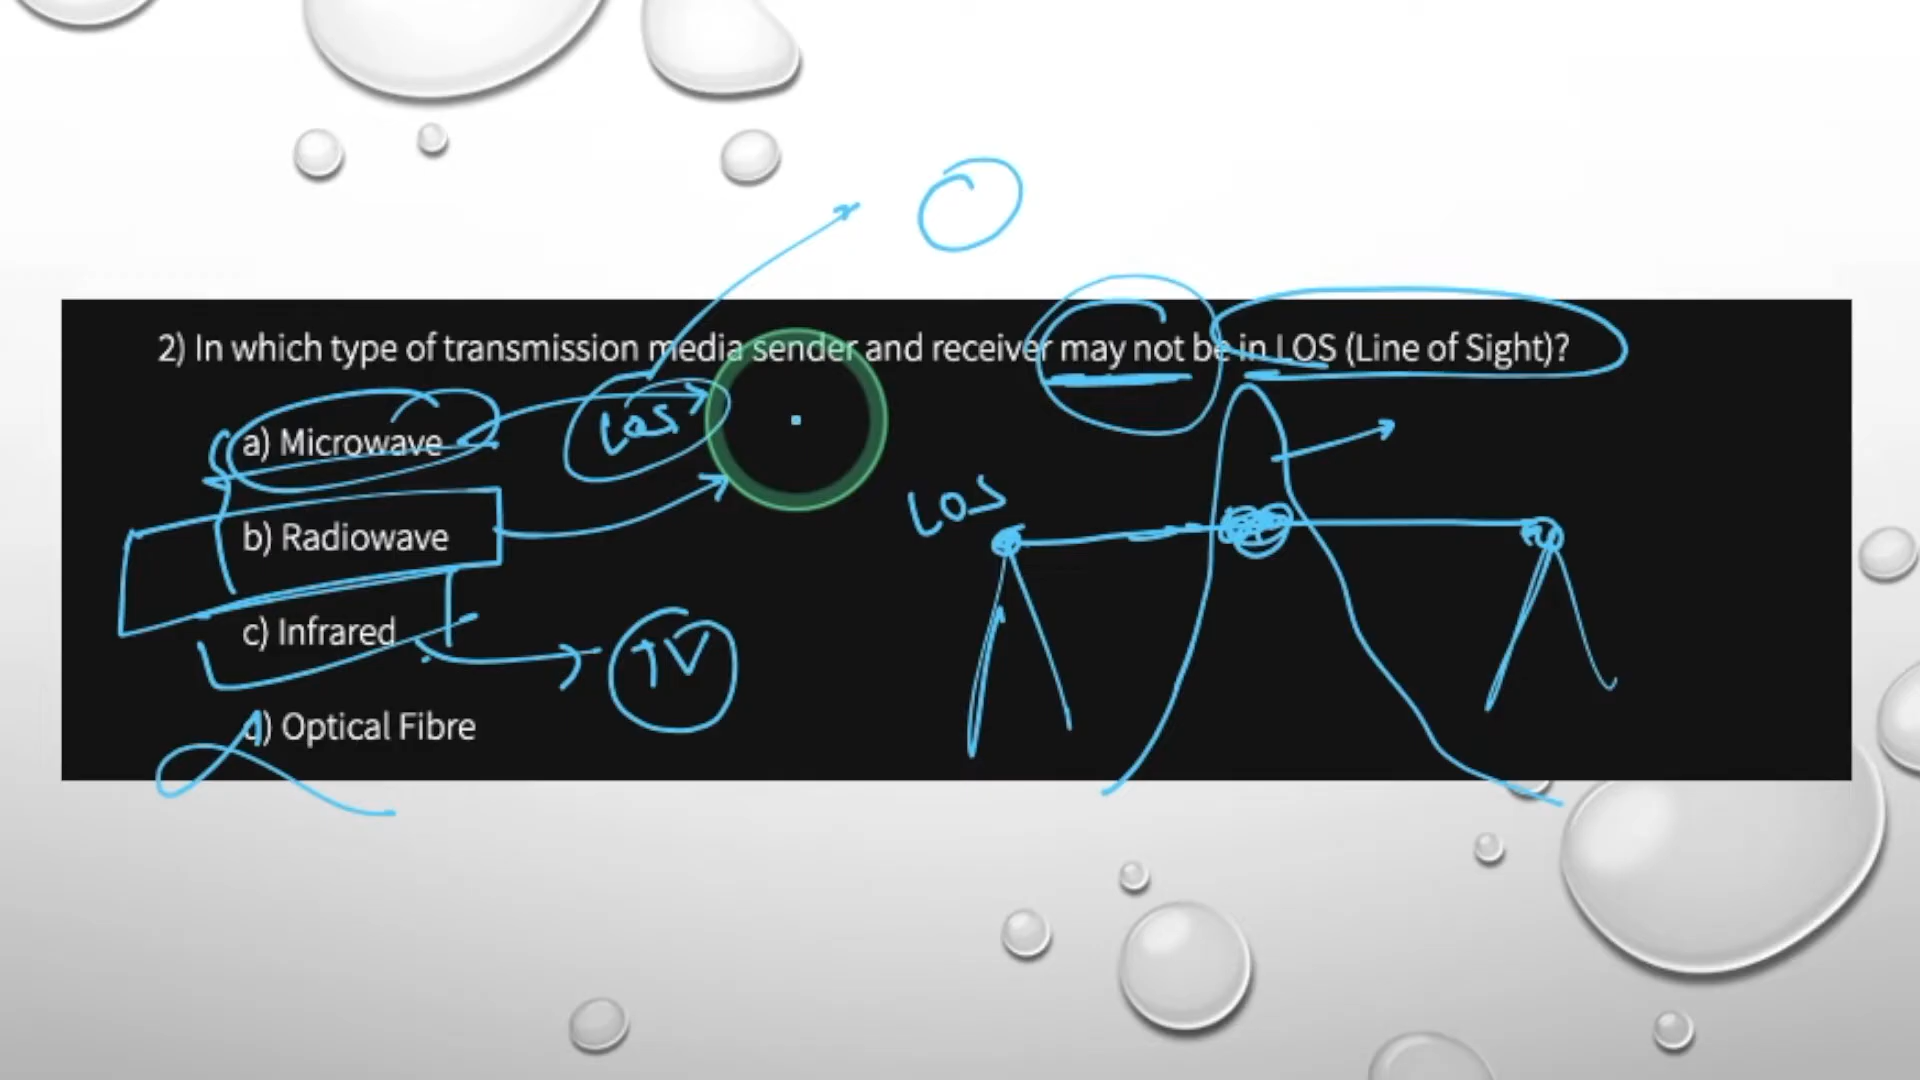 2) In which type of transmission media sender and receiver may not be in LOS (Line of Sight)?
a) Microwave
LOS
b) Radiowave
LOS
c) Infrared
TV
d) Optical Fibre